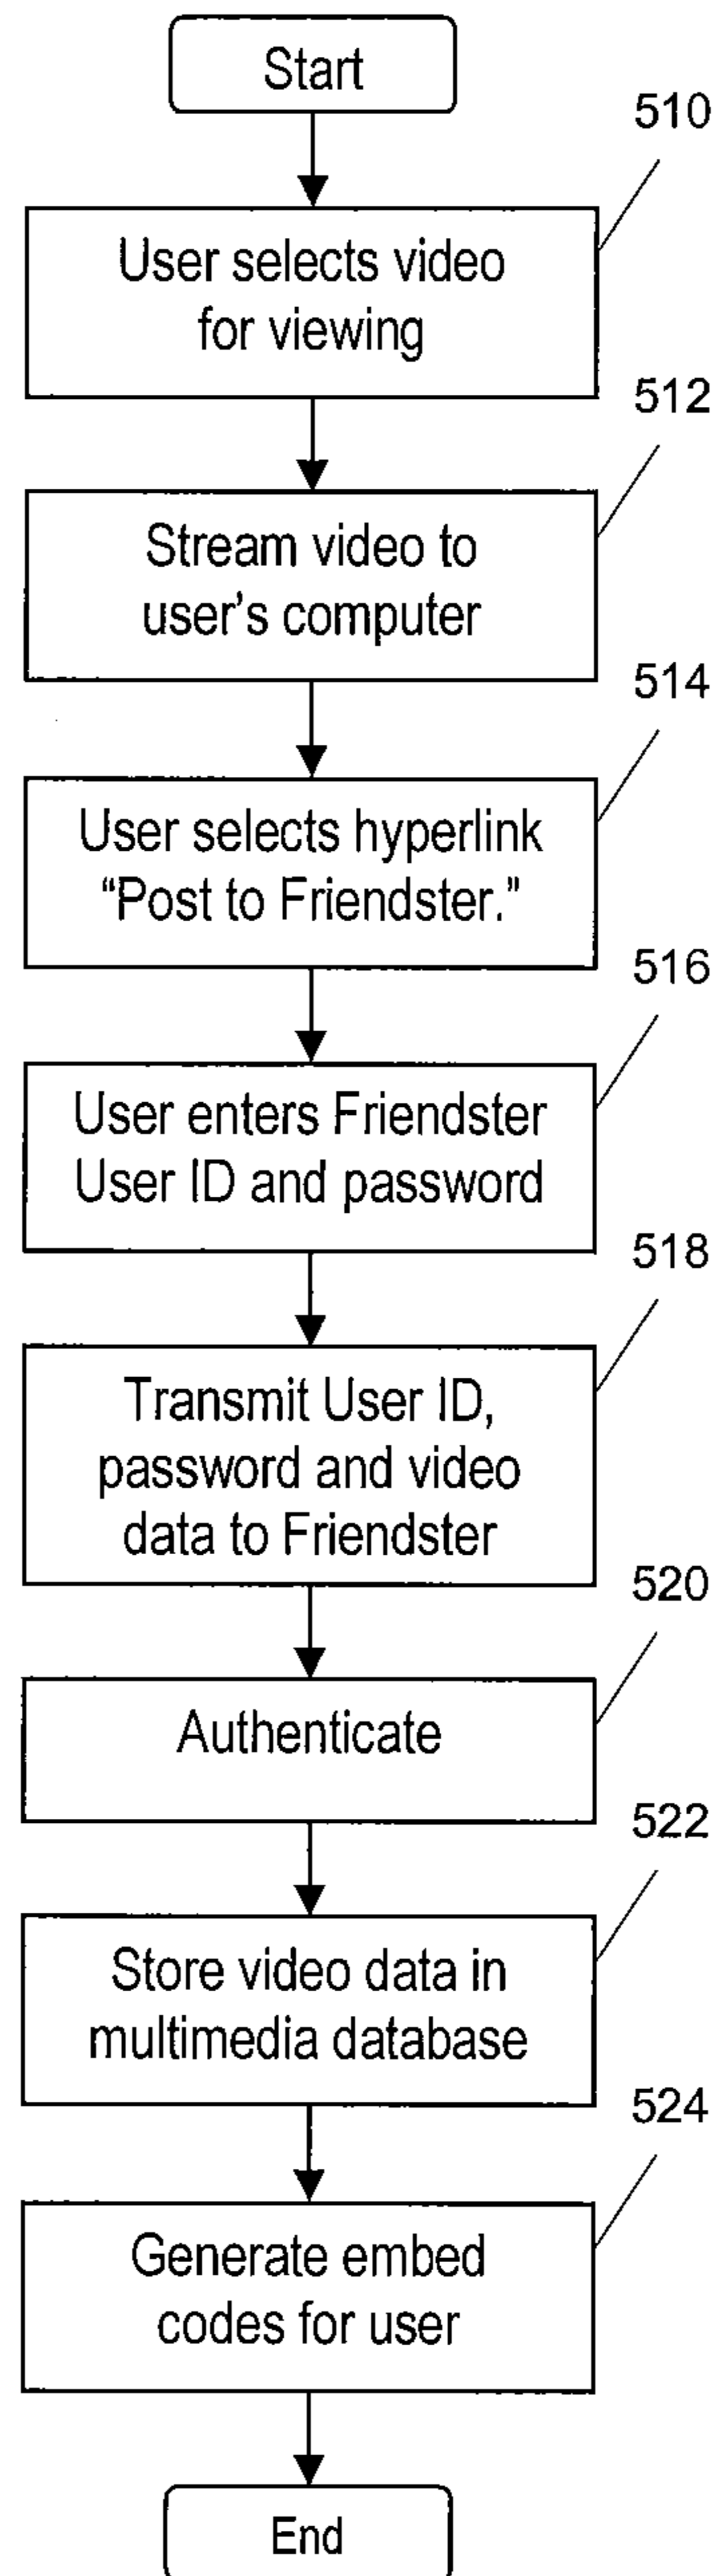 Start
510
User selects video
for viewing
512
Stream video to
user's computer
514
User selects hyperlink
“Post to Friendster.”
516
User enters Friendster
User ID and password
518
Transmit User ID,
password and video
data to Friendster
520
Authenticate
522
Store video data in
multimedia database
524
Generate embed
codes for user
End